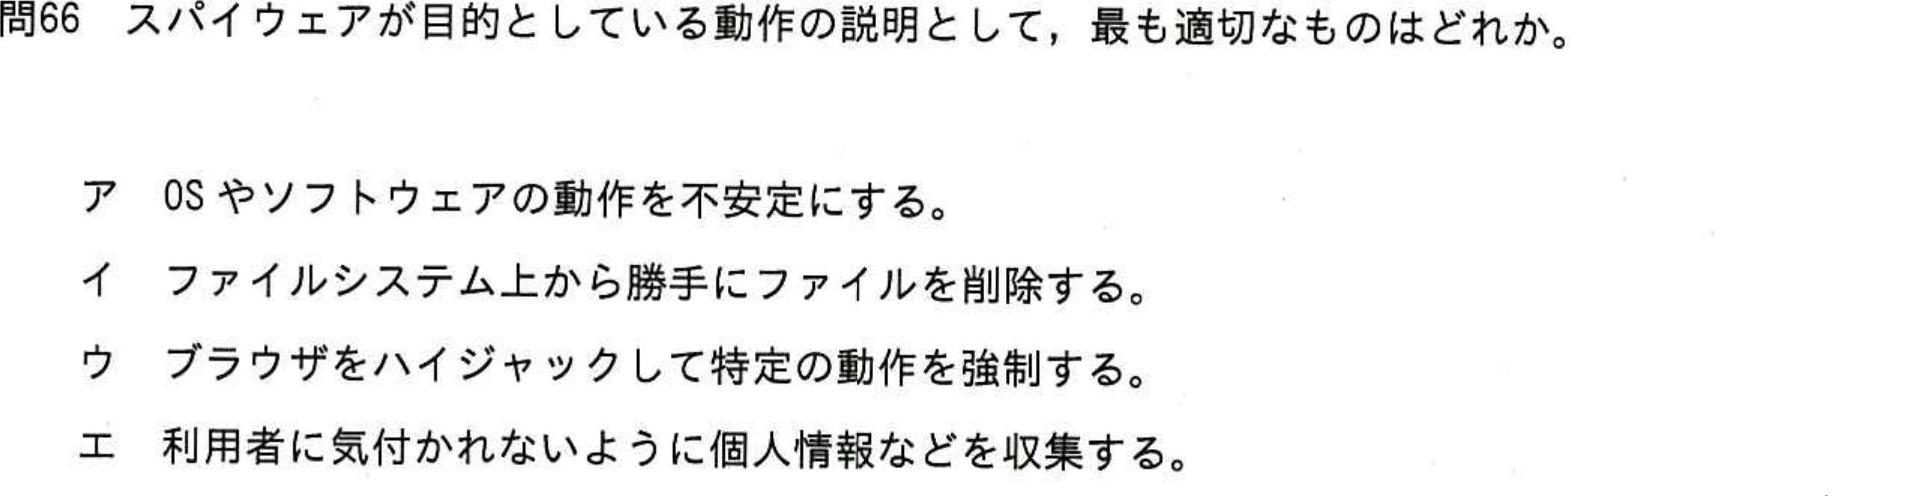 問66 スパイウェアが目的としている動作の説明として，最も適切なものはどれか。
ア OSやソフトウェアの動作を不安定にする。
イ ファイルシステム上から勝手にファイルを削除する。
ウ ブラウザをハイジャックして特定の動作を強制する。
エ 利用者に気付かれないように個人情報などを収集する。